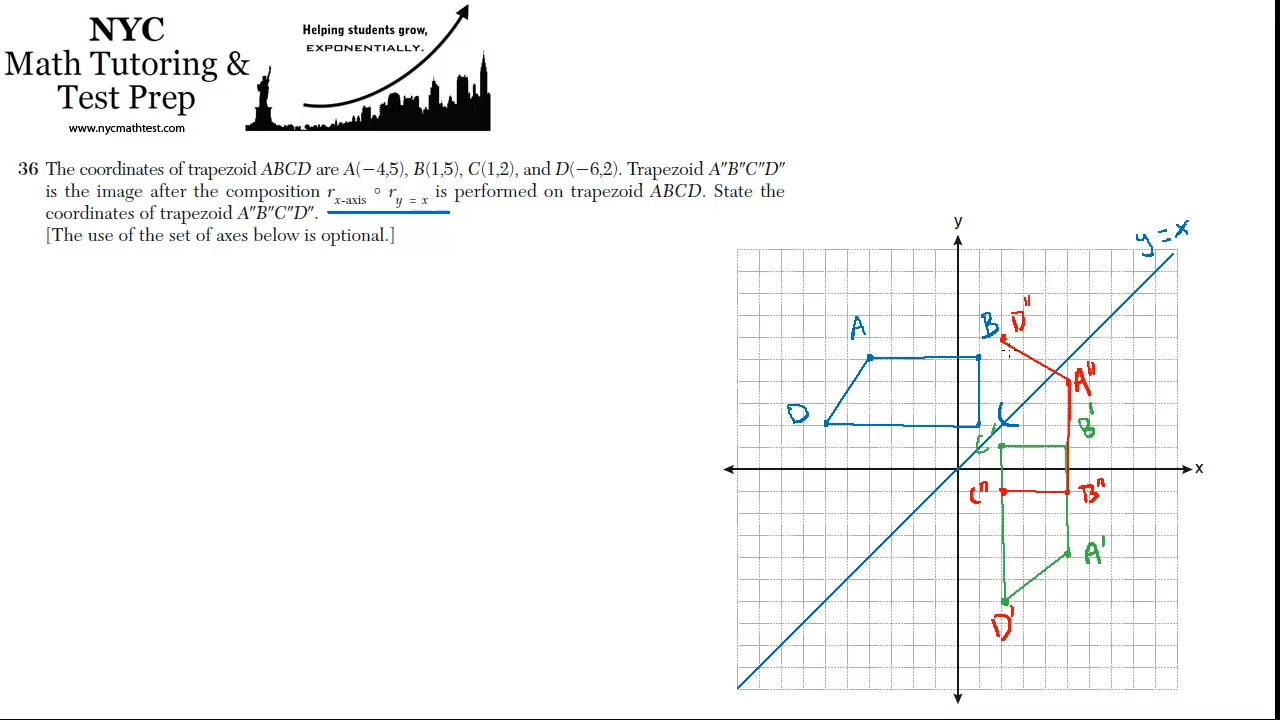 NYC
Math Tutoring &
Test Prep
www.nycmathtest.com
Helping students grow,
EXPONENTIALLY.
36 The coordinates of trapezoid ABCD are A(−4,5), B(1,5), C(1,2), and D(−6,2). Trapezoid A″B″C″D″
is the image after the composition r x-axis ° r y = x is performed on trapezoid ABCD. State the
coordinates of trapezoid A″B″C″D″.
[The use of the set of axes below is optional.]
y
y=x
A
B
D"
A"
D
C
B'
C'
x
C"
B"
A'
D'